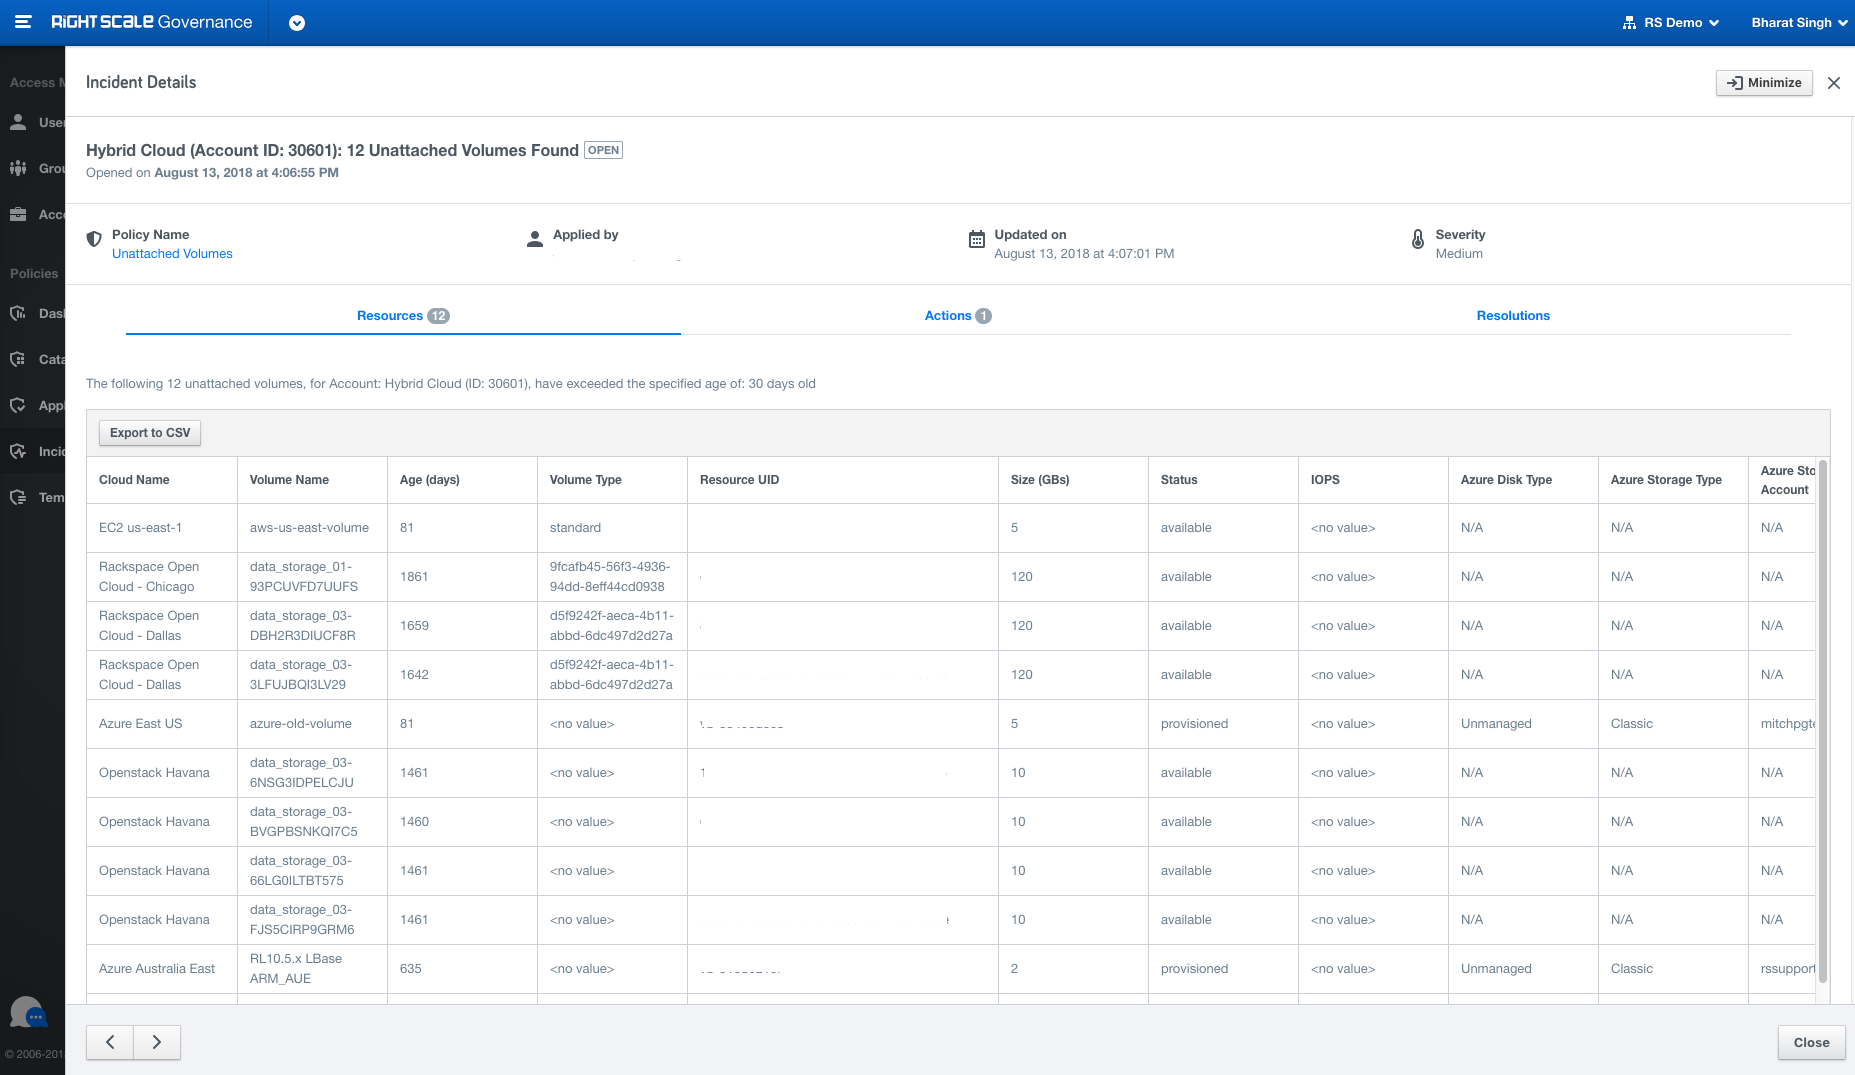 RIGHTSCALE Governance
RS Demo
Bharat Singh
Access M
Incident Details
Minimize
User
Grou
Acco
Hybrid Cloud (Account ID: 30601): 12 Unattached Volumes Found OPEN
Opened on August 13, 2018 at 4:06:55 PM
Policy Name
Unattached Volumes
Applied by
Updated on
August 13, 2018 at 4:07:01 PM
Severity
Medium
Policies
Dash
Cata
Appl
Incid
Tem
Resources 12
Actions 1
Resolutions
The following 12 unattached volumes, for Account: Hybrid Cloud (ID: 30601), have exceeded the specified age of: 30 days old
Export to CSV
Cloud Name Volume Name Age (days) Volume Type Resource UID Size (GBs) Status IOPS Azure Disk Type Azure Storage Type Azure Sto
Account
EC2 us-east-1 aws-us-east-volume 81 standard 5 available <no value> N/A N/A N/A
Rackspace Open data_storage_01- 9fcafb45-56f3-4936-
Cloud - Chicago 93PCUVFD7UUFS 1861 94dd-8eff44cd0938 120 available <no value> N/A N/A N/A
Rackspace Open data_storage_03- d5f9242f-aeca-4b11-
Cloud - Dallas DBH2R3DIUCF8R 1659 abbd-6dc497d2d27a 120 available <no value> N/A N/A N/A
Rackspace Open data_storage_03- d5f9242f-aeca-4b11-
Cloud - Dallas 3LFUJBQI3LV29 1642 abbd-6dc497d2d27a 120 available <no value> N/A N/A N/A
Azure East US azure-old-volume 81 <no value> 5 provisioned <no value> Unmanaged Classic mitchpgte
Openstack Havana data_storage_03-
6NSG3IDPELCJU 1461 <no value> 10 available <no value> N/A N/A N/A
Openstack Havana data_storage_03-
BVGPBSNKQI7C5 1460 <no value> 10 available <no value> N/A N/A N/A
Openstack Havana data_storage_03-
66LG0ILTBT575 1461 <no value> 10 available <no value> N/A N/A N/A
Openstack Havana data_storage_03-
FJS5CIRP9GRM6 1461 <no value> 10 available <no value> N/A N/A N/A
Azure Australia East RL10.5.x LBase
ARM_AUE 635 <no value> 2 provisioned <no value> Unmanaged Classic rssupport
© 2006-201
Close